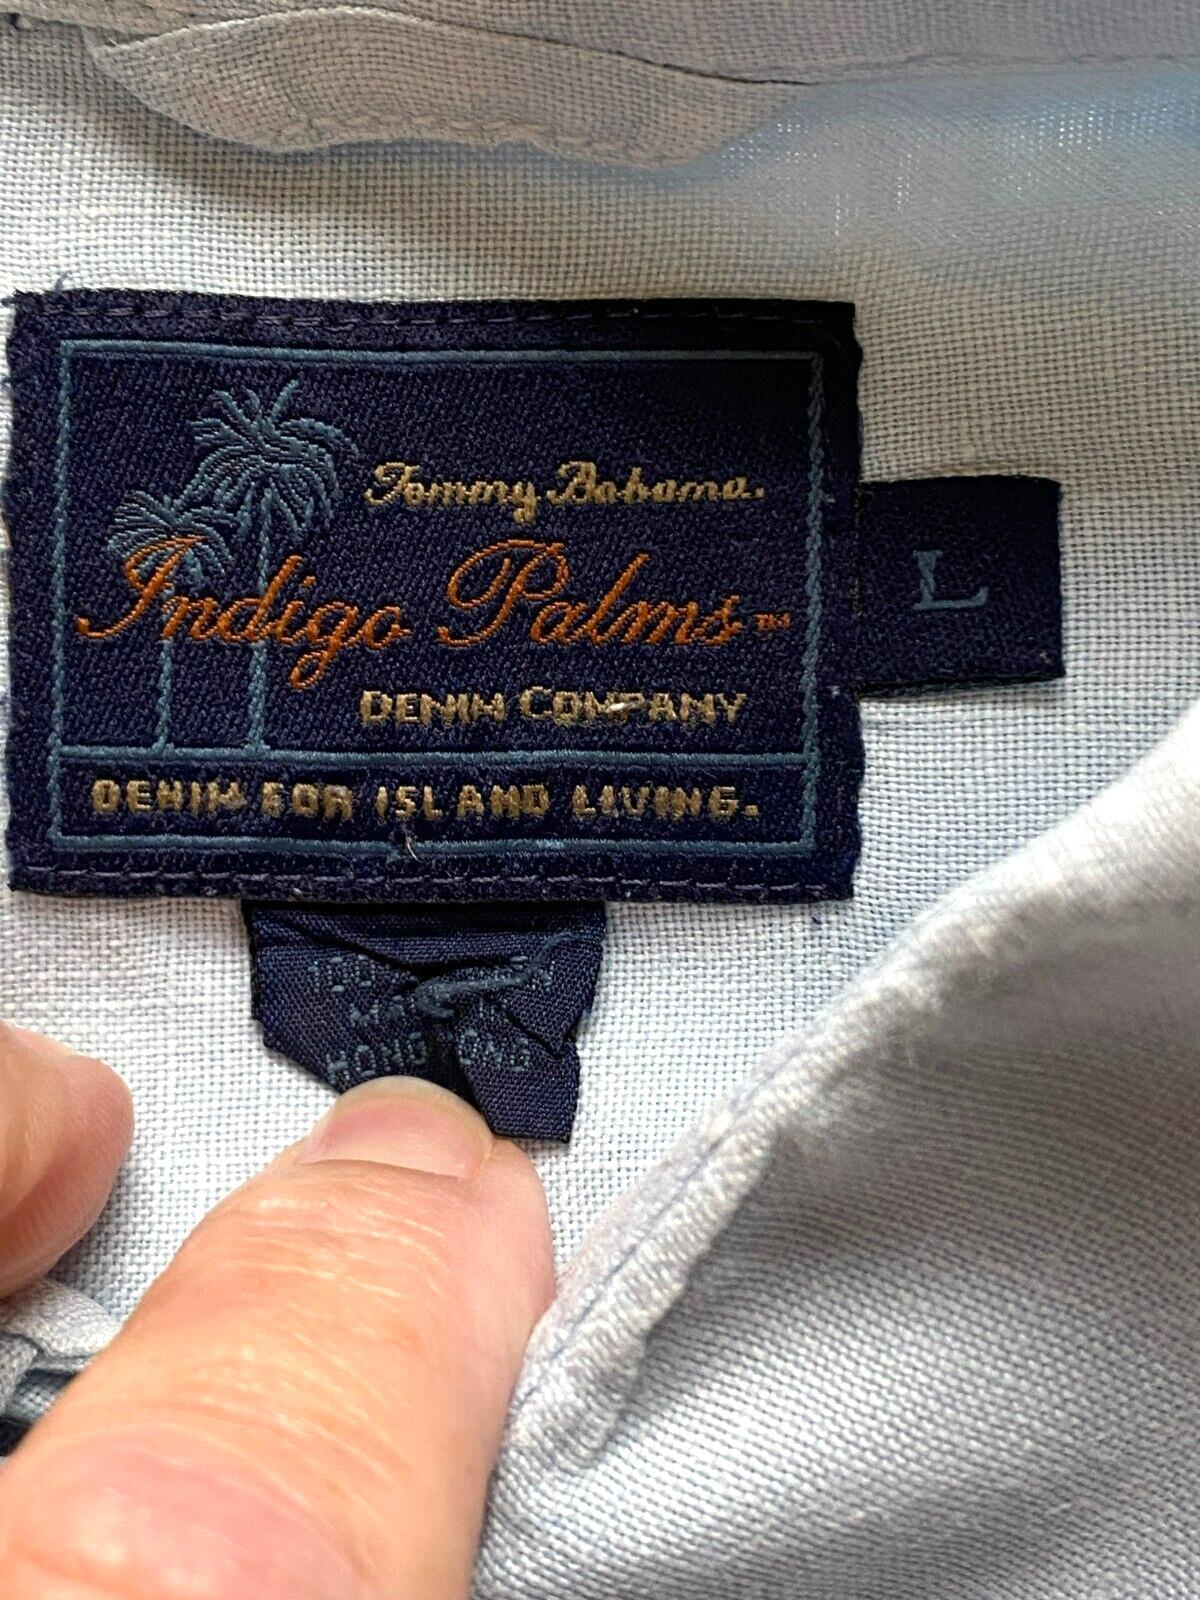 Tommy Bahama.
Indigo Palms™
DENIM COMPANY
DENIM FOR ISLAND LIVING.
L
HONG KONG